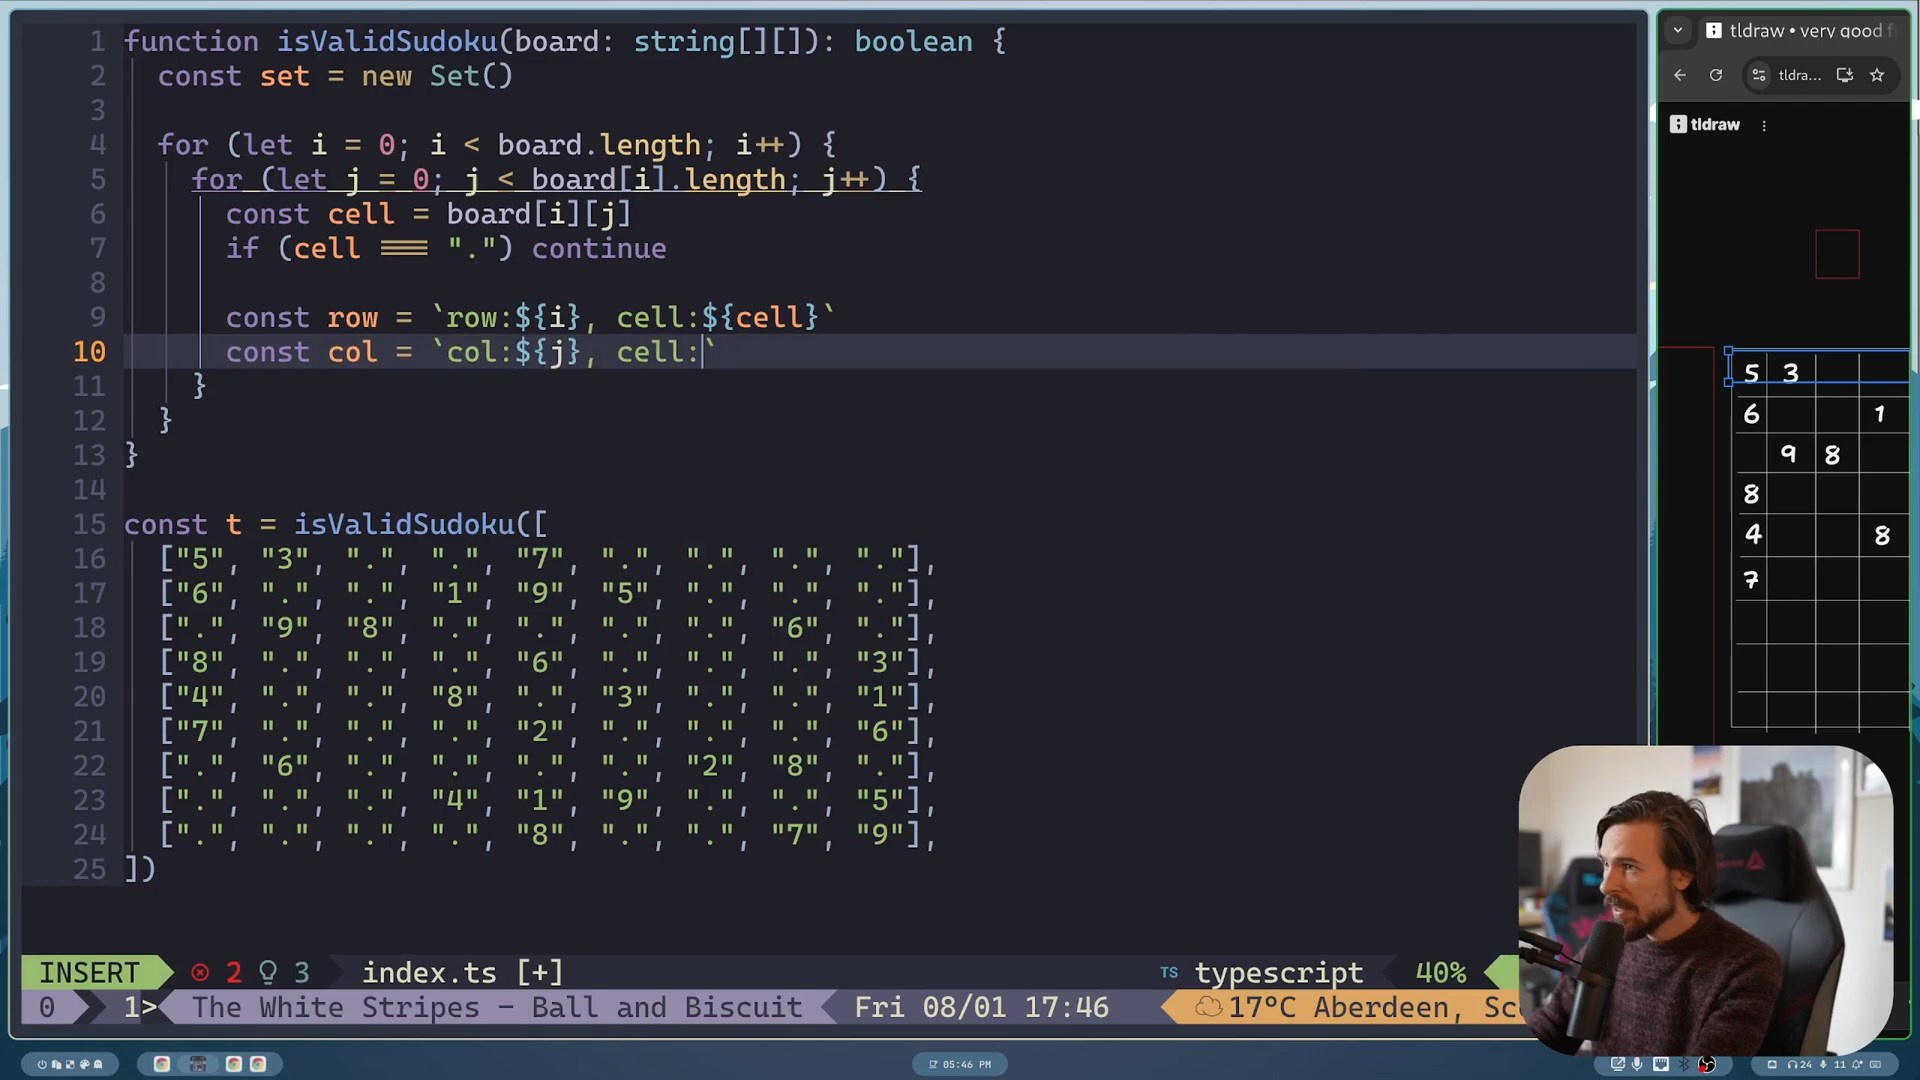 1 function isValidSudoku(board: string[][]): boolean {
2 const set = new Set()
3
4 for (let i = 0; i < board.length; i++) {
5 for (let j = 0; j < board[i].length; j++) {
6 const cell = board[i][j]
7 if (cell === ".") continue
8
9 const row = `row:${i}, cell:${cell}`
10 const col = `col:${j}, cell:`
11 }
12 }
13 }
14
15 const t = isValidSudoku([
16 ["5", "3", ".", ".", "7", ".", ".", ".", "."],
17 ["6", ".", ".", "1", "9", "5", ".", ".", "."],
18 [".", "9", "8", ".", ".", ".", ".", "6", "."],
19 ["8", ".", ".", ".", "6", ".", ".", ".", "3"],
20 ["4", ".", ".", "8", ".", "3", ".", ".", "1"],
21 ["7", ".", ".", ".", "2", ".", ".", ".", "6"],
22 [".", "6", ".", ".", ".", ".", "2", "8", "."],
23 [".", ".", ".", "4", "1", "9", ".", ".", "5"],
24 [".", ".", ".", ".", "8", ".", ".", "7", "9"],
25 ])
INSERT 2 3 index.ts [+] TS typescript 40%
0 1> The White Stripes - Ball and Biscuit Fri 08/01 17:46 17°C Aberdeen,
05:46 PM
24 11
tldraw • very good
tldra...
tldraw
5 3
6 1
9 8
8
4 8
7